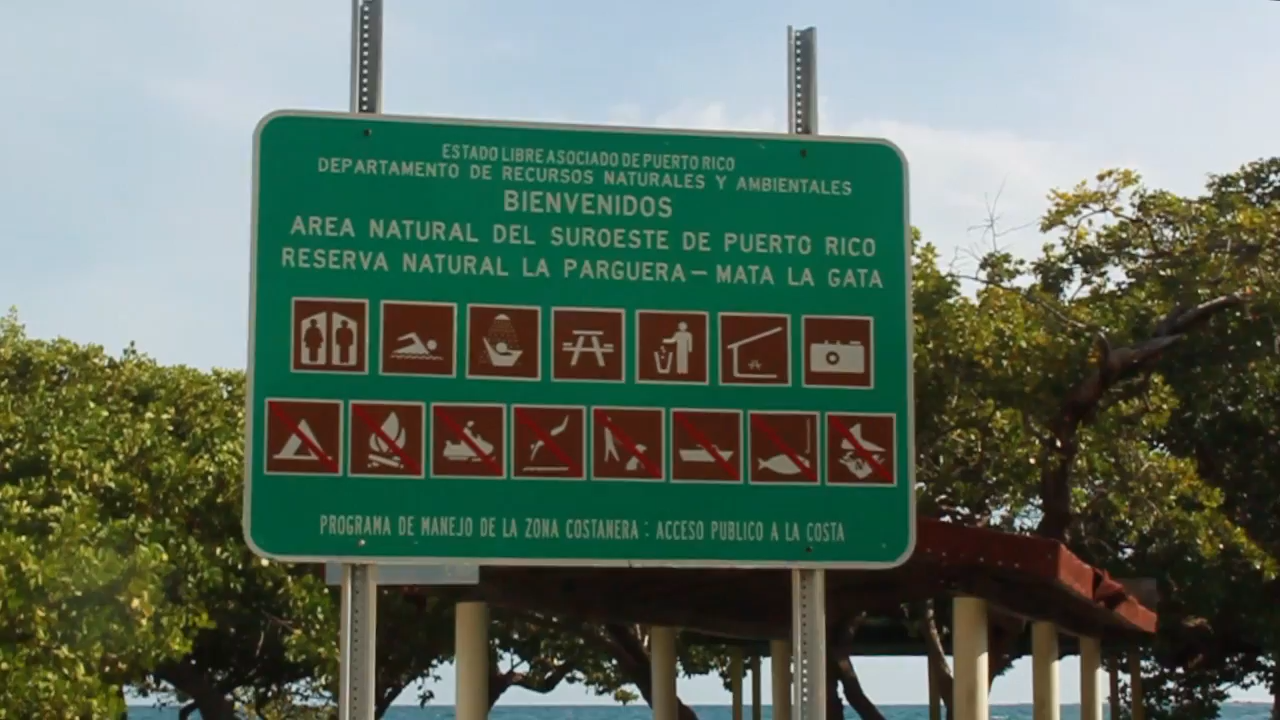 ESTADO LIBRE ASOCIADO DE PUERTO RICO
DEPARTAMENTO DE RECURSOS NATURALES Y AMBIENTALES
BIENVENIDOS
AREA NATURAL DEL SUROESTE DE PUERTO RICO
RESERVA NATURAL LA PARGUERA — MATA LA GATA
PROGRAMA DE MANEJO DE LA ZONA COSTANERA : ACCESO PUBLICO A LA COSTA